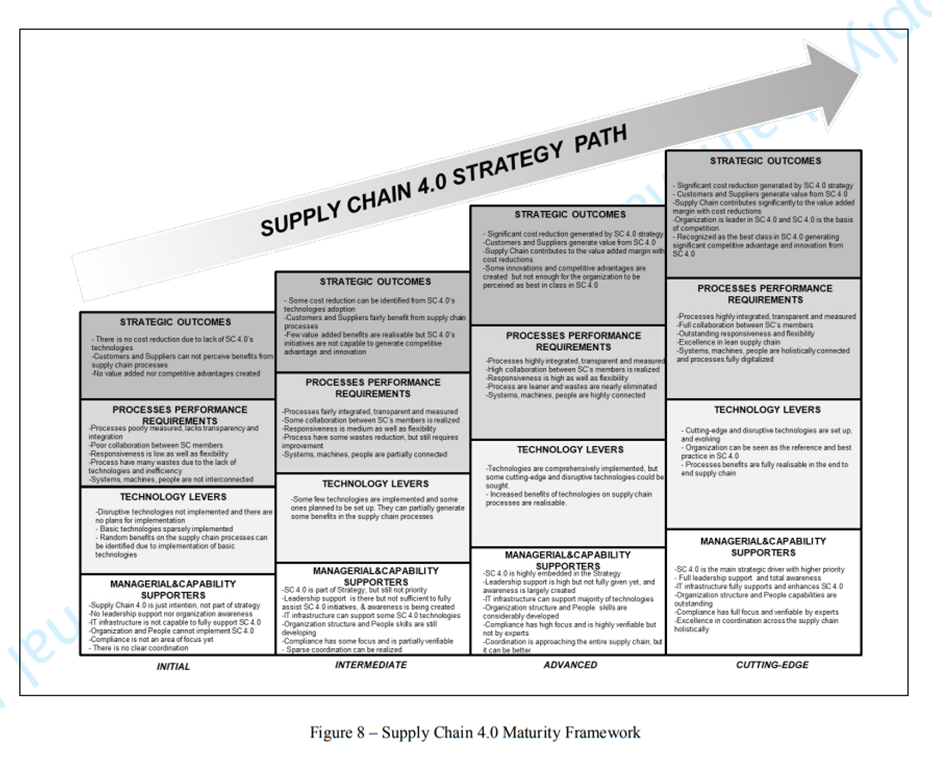 SUPPLY CHAIN 4.0 STRATEGY PATH
STRATEGIC OUTCOMES
- There is no cost reduction due to lack of SC 4.0's
technologies
-Customers and Suppliers can not perceive benefits from
supply chain processes
-No value added nor competitive advantages created
PROCESSES PERFORMANCE
REQUIREMENTS
-Processes poorly measured, lacks transparency and
integration
-Poor collaboration between SC members
-Responsiveness is low as well as flexibility
-Process have many wastes due to the lack of
technologies and inefficiency
-Systems, machines, people are not interconnected
TECHNOLOGY LEVERS
-Disruptive technologies not implemented and there are
no plans for implementation
- Basic technologies sparsely implemented
- Random benefits on the supply chain processes can
be identified due to implementation of basic
technologies
MANAGERIAL&CAPABILITY
SUPPORTERS
-Supply Chain 4.0 is just intention, not part of strategy
-No leadership support nor organization awareness
-IT infrastructure is not capable to fully support SC 4.0
-Organization and People cannot implement SC 4.0
-Compliance is not an area of focus yet
- There is no clear coordination
INITIAL
STRATEGIC OUTCOMES
- Some cost reduction can be identified from SC 4.0's
technologies adoption
-Customers and Suppliers fairly benefit from supply chain
processes
-Few value added benefits are realisable but SC 4.0's
initiatives are not capable to generate competitive
advantage and innovation
PROCESSES PERFORMANCE
REQUIREMENTS
-Processes fairly integrated, transparent and measured
-Some collaboration between SC's members is realized
-Responsiveness is medium as well as flexibility
-Process have some wastes reduction, but still requires
improvement
-Systems, machines, people are partially connected
TECHNOLOGY LEVERS
-Some few technologies are implemented and some
ones planned to be set up. They can partially generate
some benefits in the supply chain processes
MANAGERIAL&CAPABILITY
SUPPORTERS
-SC 4.0 is part of Strategy, but still not priority
-Leadership support is there but not sufficient to fully
assist SC 4.0 initiatives, & awareness is being created
-IT infrastructure can support some SC 4.0 technologies
-Organization structure and People skills are still
developing
-Compliance has some focus and is partially verifiable
- Sparse coordination can be realized
INTERMEDIATE
STRATEGIC OUTCOMES
- Significant cost reduction generated by SC 4.0 strategy
-Customers and Suppliers generate value from SC 4.0
-Supply Chain contributes to the value added margin with
cost reductions
-Some innovations and competitive advantages are
created but not enough for the organization to be
perceived as best in class in SC 4.0
PROCESSES PERFORMANCE
REQUIREMENTS
-Processes highly integrated, transparent and measured
-High collaboration between SC's members is realized
-Responsiveness is high as well as flexibility
-Process are leaner and wastes are nearly eliminated
-Systems, machines, people are highly connected
TECHNOLOGY LEVERS
-Technologies are comprehensively implemented, but
some cutting-edge and disruptive technologies could be
sought.
- Increased benefits of technologies on supply chain
processes are realisable.
MANAGERIAL&CAPABILITY
SUPPORTERS
-SC 4.0 is highly embedded in the Strategy
-Leadership support is high but not fully given yet, and
awareness is largely created
-IT infrastructure can support majority of technologies
-Organization structure and People skills are
considerably developed
-Compliance has high focus and is highly verifiable but
not by experts
-Coordination is approaching the entire supply chain, but
it can be better
ADVANCED
STRATEGIC OUTCOMES
- Significant cost reduction generated by SC 4.0 strategy
- Customers and Suppliers generate value from SC 4.0
-Supply Chain contributes significantly to the value added
margin with cost reductions
-Organization is leader in SC 4.0 and SC 4.0 is the basis
of competition
- Recognized as the best class in SC 4.0 generating
significant competitive advantage and innovation from
SC 4.0
PROCESSES PERFORMANCE
REQUIREMENTS
-Processes highly integrated, transparent and measured
-Full collaboration between SC's members
-Outstanding responsiveness and flexibility
-Excellence in lean supply chain
-Systems, machines, people are holistically connected
and processes fully digitalized
TECHNOLOGY LEVERS
- Cutting-edge and disruptive technologies are set up,
and evolving
- Organization can be seen as the reference and best
practice in SC 4.0
- Processes benefits are fully realisable in the end to
end supply chain
MANAGERIAL&CAPABILITY
SUPPORTERS
-SC 4.0 is the main strategic driver with higher priority
- Full leadership support and total awareness
-IT infrastructure fully supports and enhances SC 4.0
-Organization structure and People capabilities are
outstanding
-Compliance has full focus and verifiable by experts
-Excellence in coordination across the supply chain
holistically
CUTTING-EDGE
Figure 8 – Supply Chain 4.0 Maturity Framework